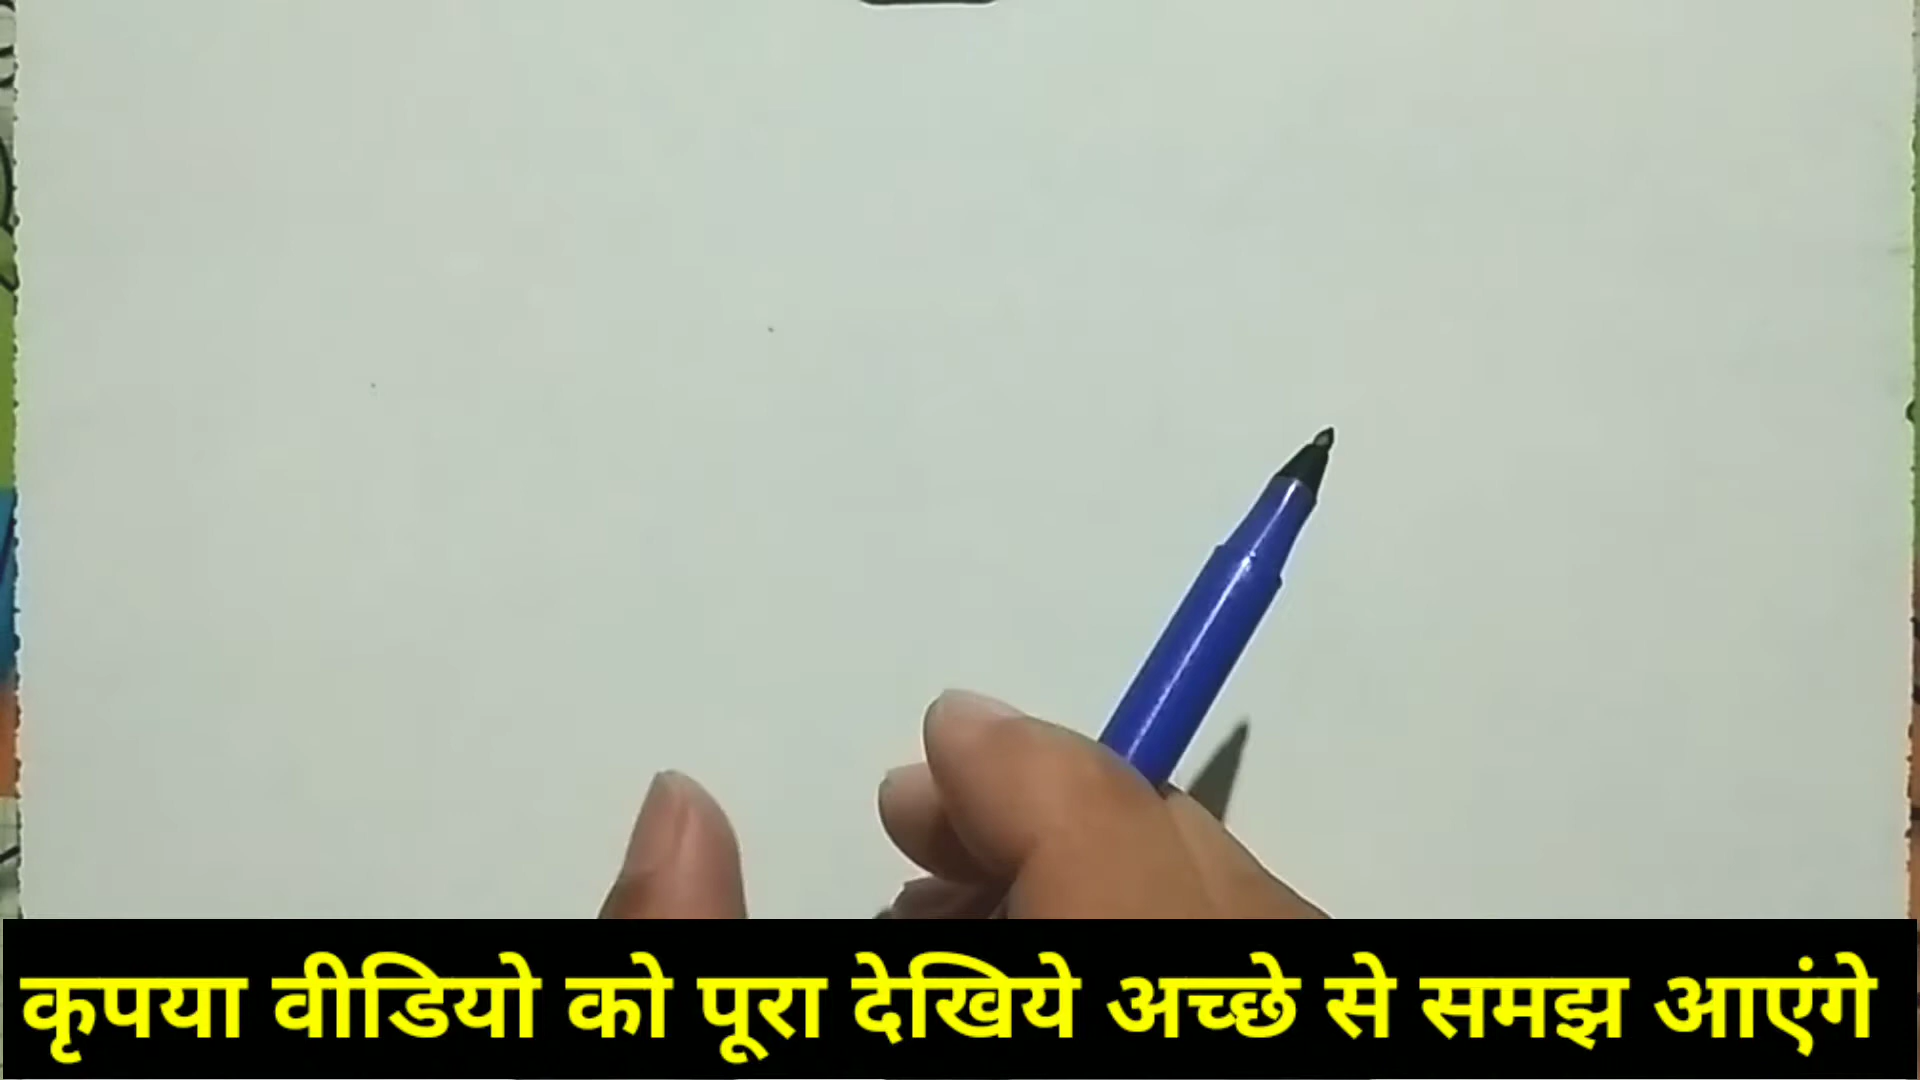 कृपया वीडियो को पूरा देखिये अच्छे से समझ आएंगे